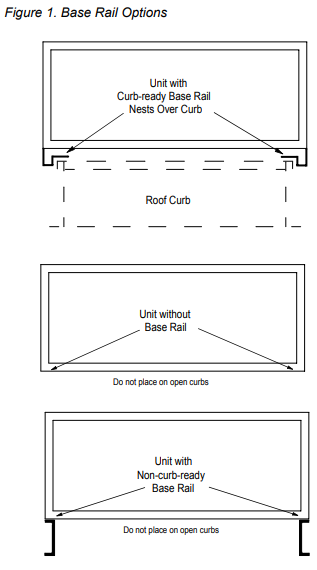 Figure 1. Base Rail Options
Unit with
Curb-ready Base Rail
Nests Over Curb
Roof Curb
Unit without
Base Rail
Do not place on open curbs
Unit with
Non-curb-ready
Base Rail
Do not place on open curbs